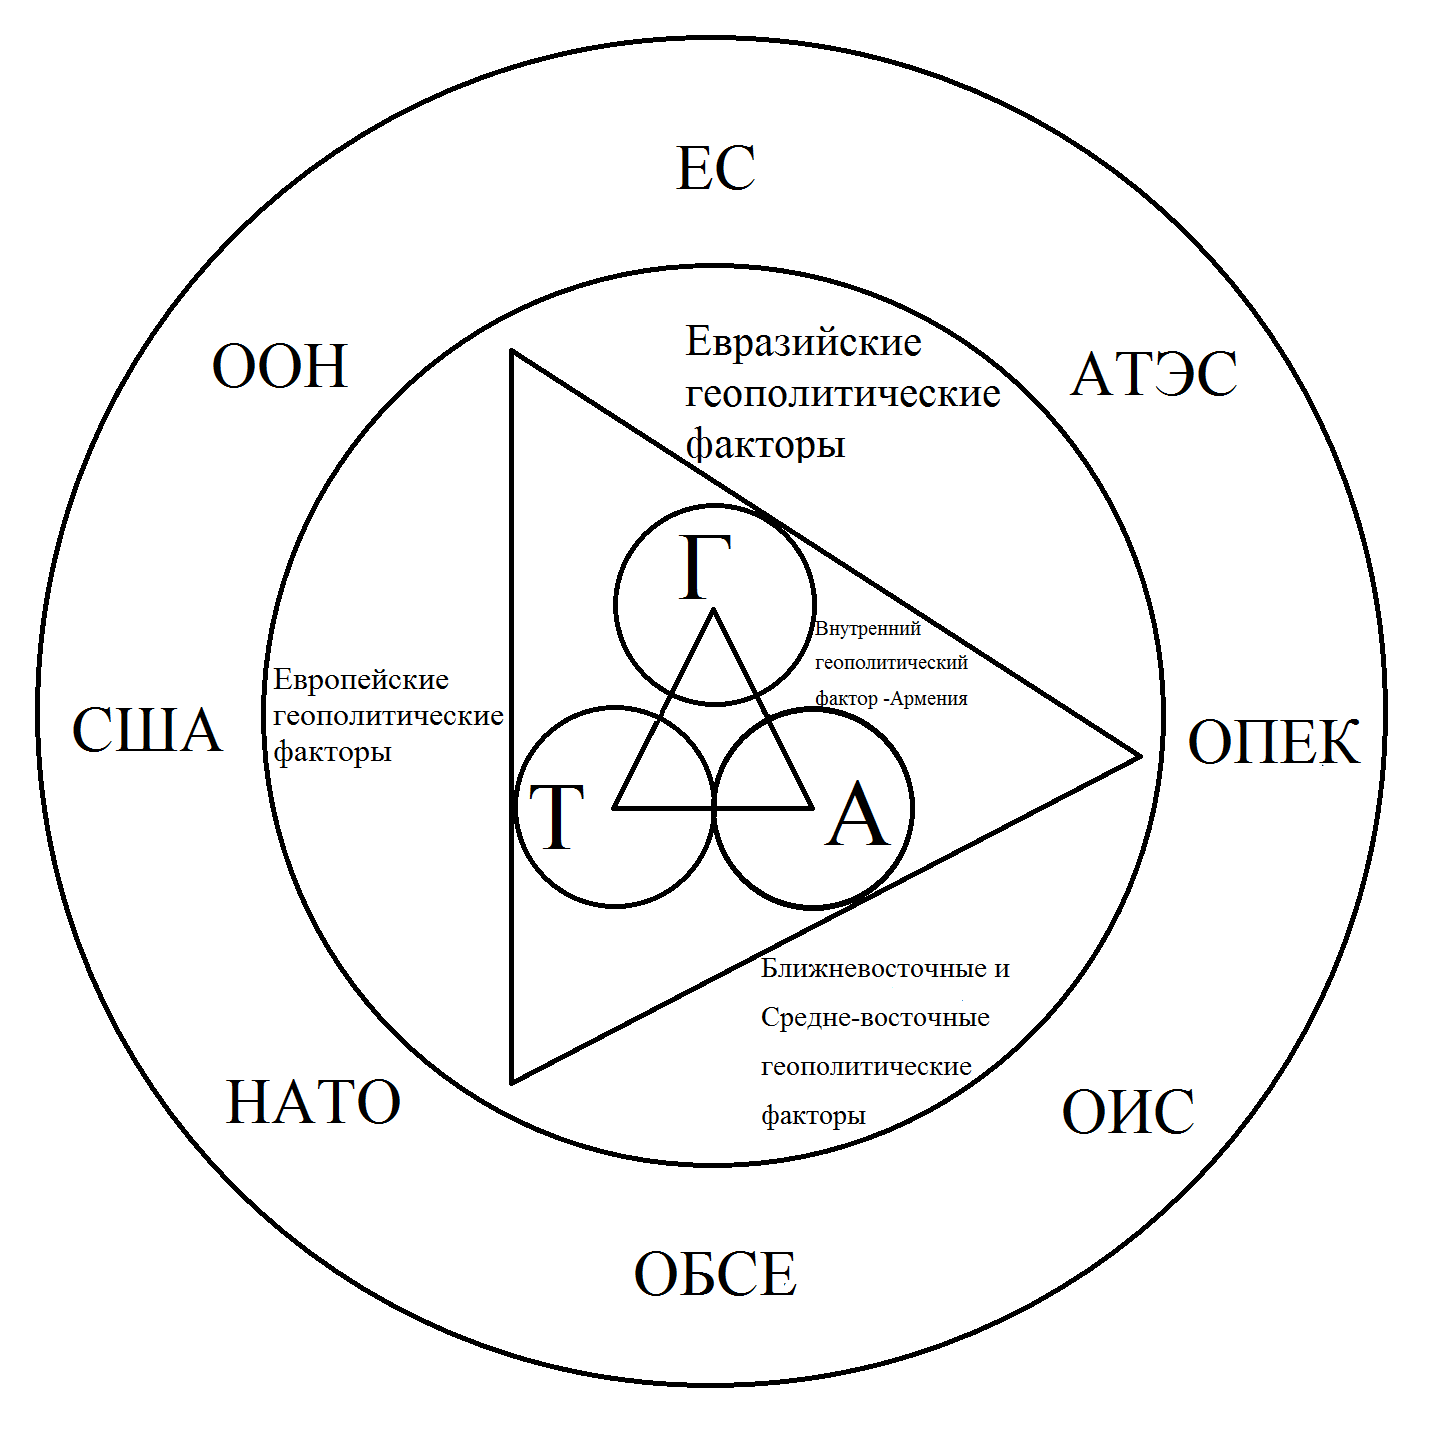 ЕС
ООН
АТЭС
Евразийские
геополитические
факторы
Г
Внутренний
геополитический
фактор -Армения
Европейские
геополитические
факторы
США
ОПЕК
Т
А
Ближневосточные и
Средне-восточные
геополитические
факторы
НАТО
ОИС
ОБСЕ